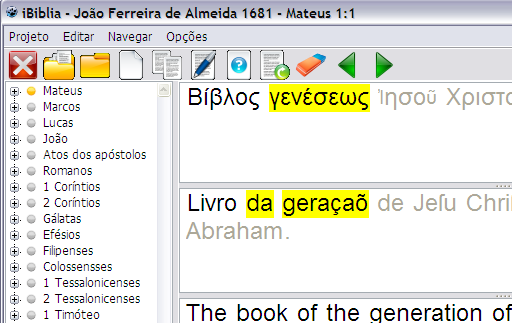 iBiblia - João Ferreira de Almeida 1681 - Mateus 1:1
Projeto Editar Navegar Opções
Mateus
Marcos
Lucas
João
Atos dos apóstolos
Romanos
1 Coríntios
2 Coríntios
Gálatas
Efésios
Filipenses
Colossensses
1 Tessalonicenses
2 Tessalonicenses
1 Timóteo
Βίβλος γενέσεως Ἰησοῦ Χριστο
Livro da geraçaõ de Jeſu Chri
Abraham.
The book of the generation of